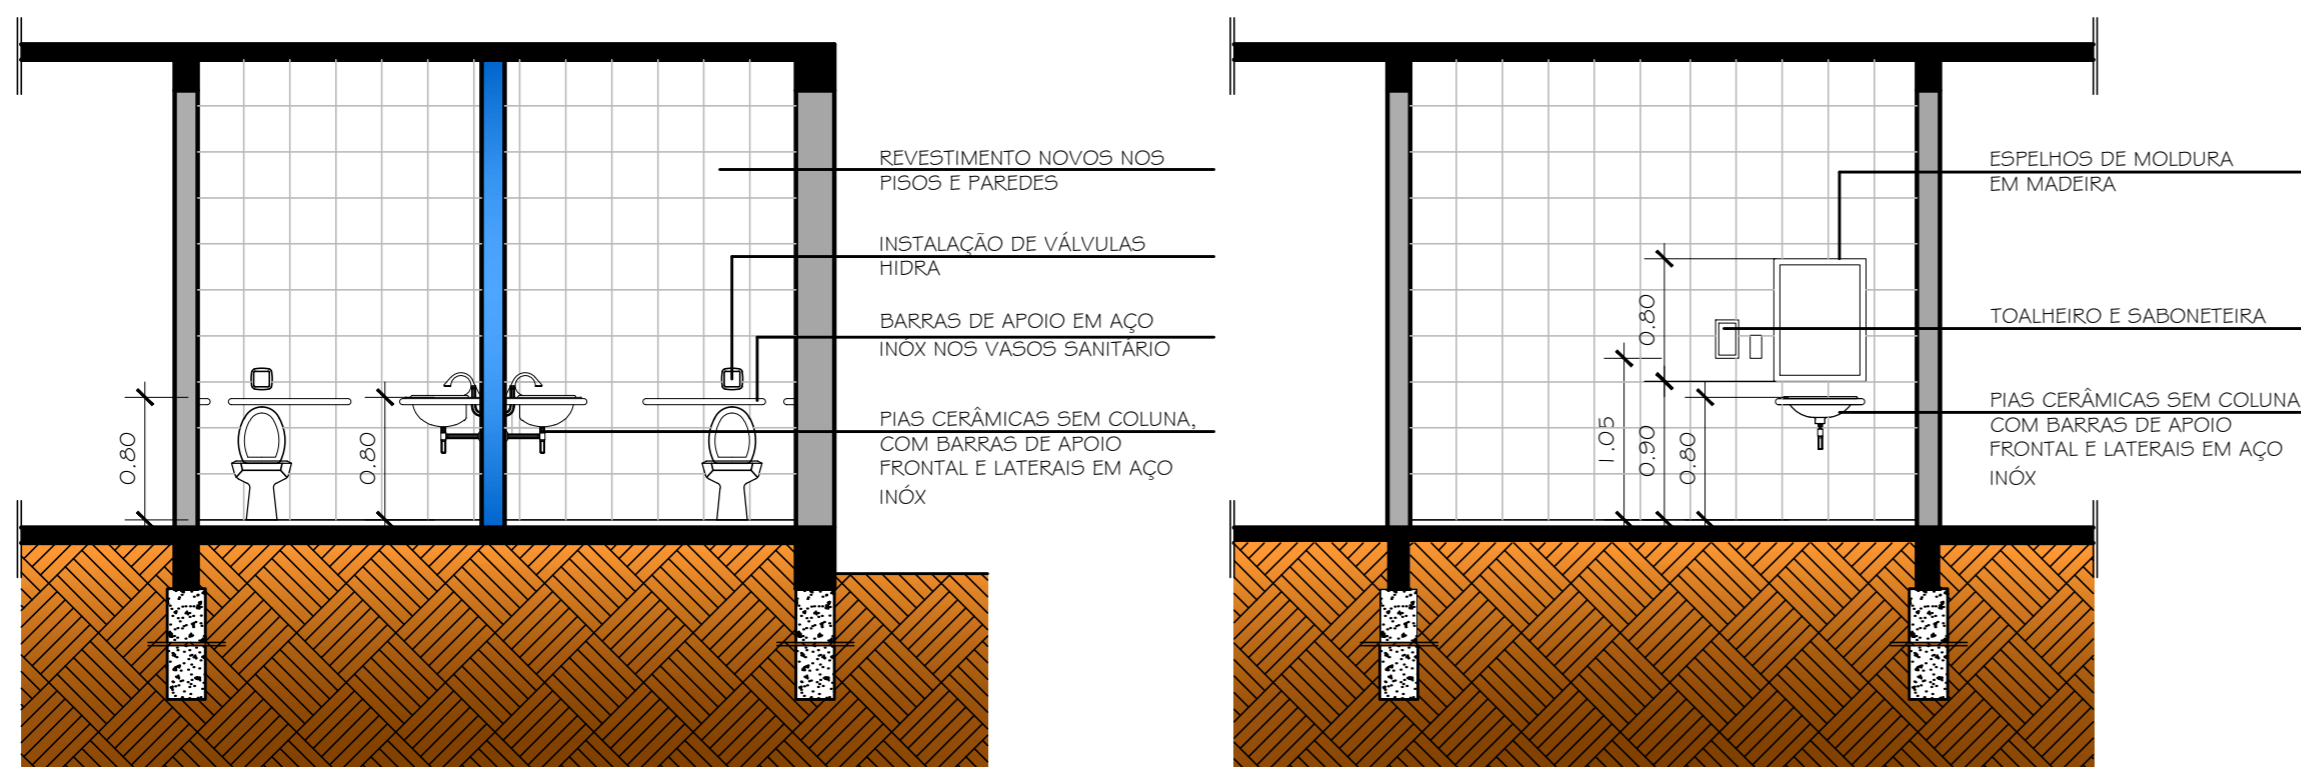 REVESTIMENTO NOVOS NOS
PISOS E PAREDES
INSTALAÇÃO DE VÁLVULAS
HIDRA
BARRAS DE APOIO EM AÇO
INÓX NOS VASOS SANITÁRIO
PIAS CERÂMICAS SEM COLUNA,
COM BARRAS DE APOIO
FRONTAL E LATERAIS EM AÇO
INÓX
0.80
0.80
ESPELHOS DE MOLDURA
EM MADEIRA
TOALHEIRO E SABONETEIRA
PIAS CERÂMICAS SEM COLUNA
COM BARRAS DE APOIO
FRONTAL E LATERAIS EM AÇO
INÓX
0.80
1.05
0.90
0.80